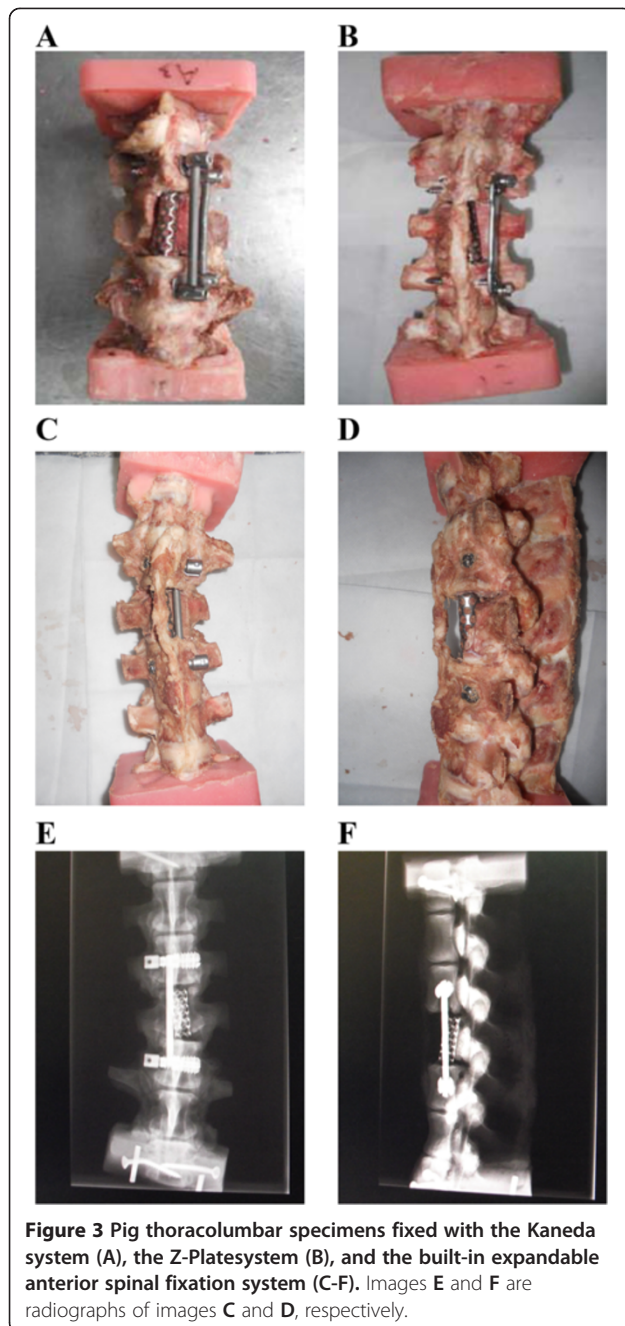 A
B
C
D
E
F
Figure 3 Pig thoracolumbar specimens fixed with the Kaneda
system (A), the Z-Platesystem (B), and the built-in expandable
anterior spinal fixation system (C-F). Images E and F are
radiographs of images C and D, respectively.